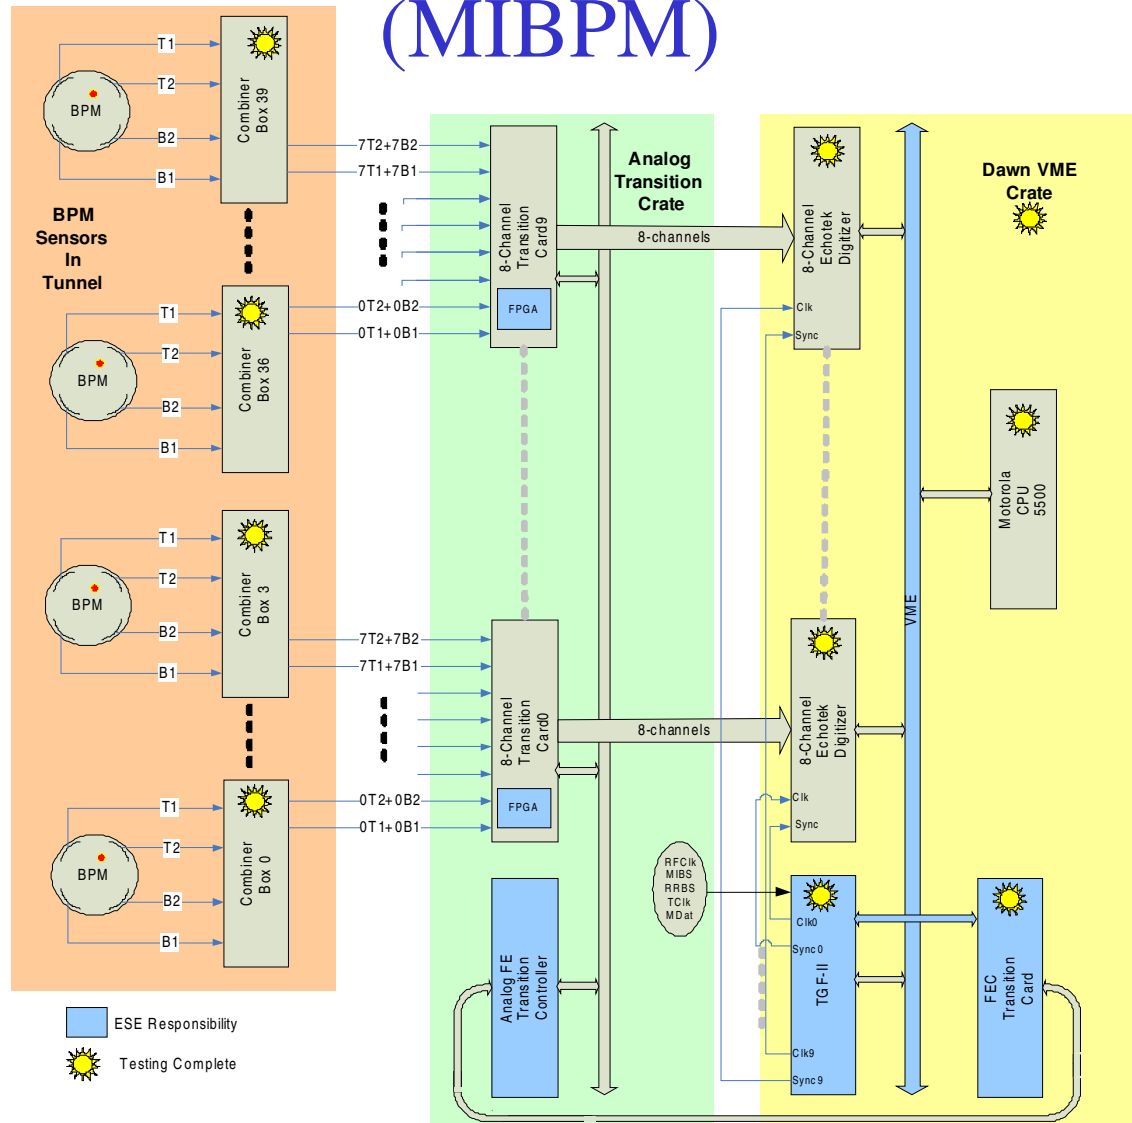 (MIBPM)
BPM
Sensors
In
Tunnel
T1
T2
B2
B1
BPM
Combiner
Box 39
T1
T2
B2
B1
BPM
Combiner
Box 36
T1
T2
B2
B1
BPM
Combiner
Box 3
T1
T2
B2
B1
BPM
Combiner
Box 0
7T2+7B2
7T1+7B1
0T2+0B2
0T1+0B1
7T2+7B2
7T1+7B1
0T2+0B2
0T1+0B1
Analog
Transition
Crate
8-Channel
Transition
Card9
FPGA
8-channels
8-Channel
Transition
Card0
FPGA
8-channels
Analog FE
Transition
Controller
RFClk
MIBS
RRBS
TClk
MDat
Dawn VME
Crate
8-Channel
Echotek
Digitizer
Clk
Sync
8-Channel
Echotek
Digitizer
Clk
Sync
VME
Motorola
CPU
5500
TGF-II
Clk0
Sync0
Clk9
Sync9
FEC
Transition
Card
ESE Responsibility
Testing Complete